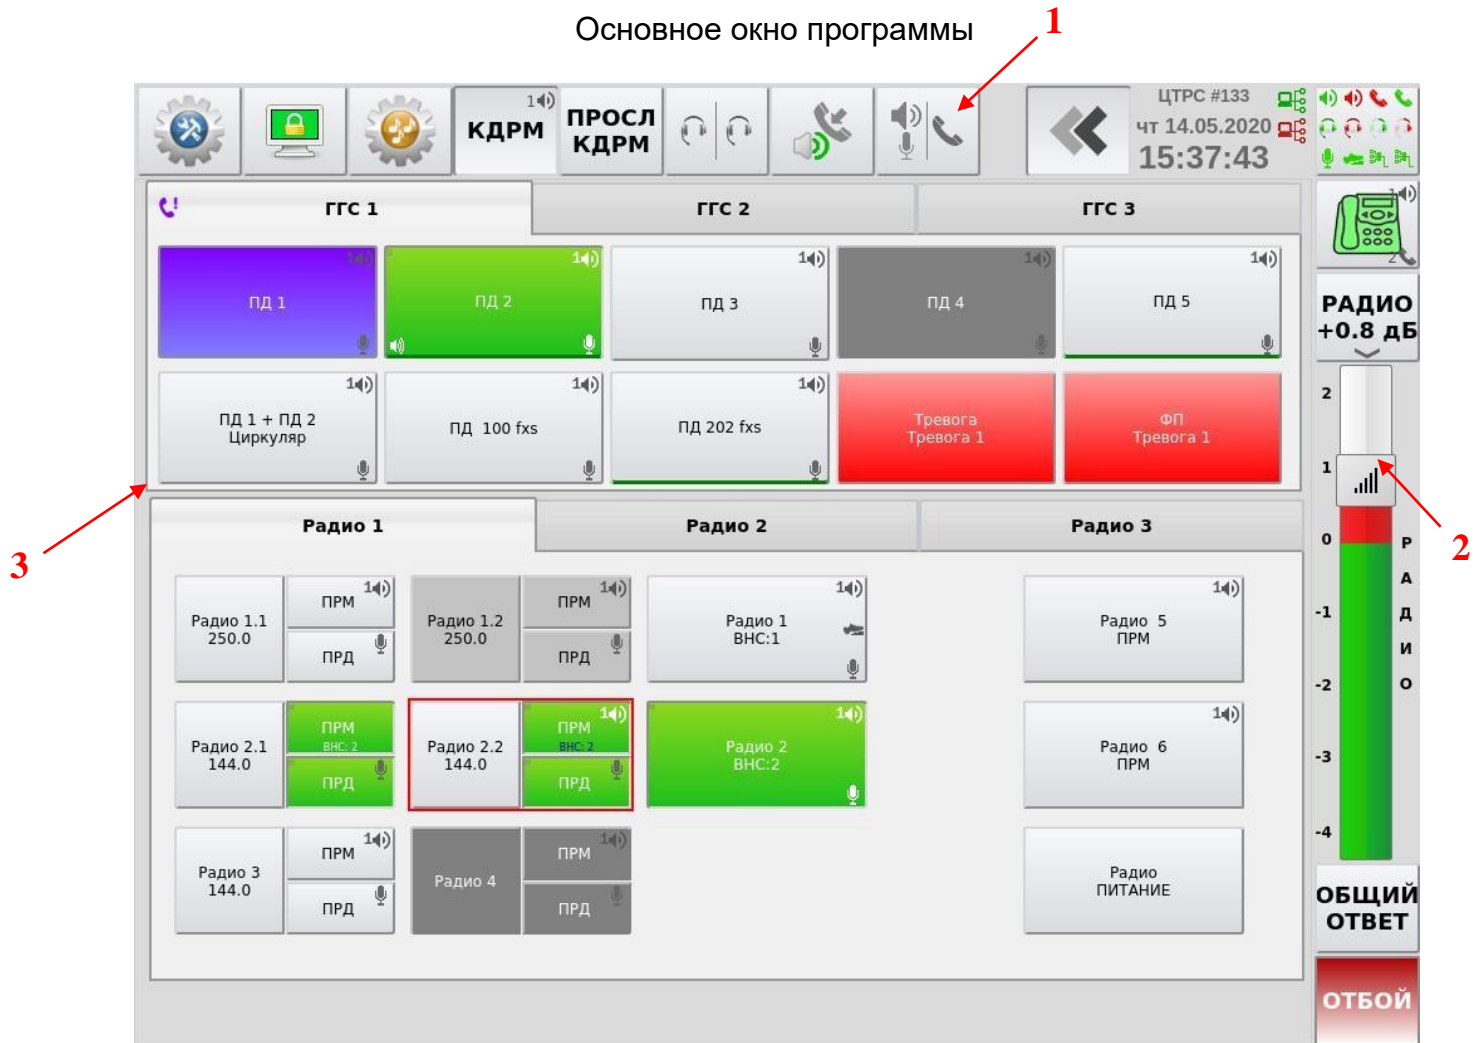 Основное окно программы
1
1
КДРМ
ПРОСЛ
КДРМ
ЦТРС #133
чт 14.05.2020
15:37:43
ГГС 1
ГГС 2
ГГС 3
1
2
1
ПД 1
1
ПД 2
1
ПД 3
1
ПД 4
1
ПД 5
РАДИО
+0.8 дБ
1
ПД 1 + ПД 2
Циркуляр
1
ПД 100 fxs
1
ПД 202 fxs
Тревога
Тревога 1
ФП
Тревога 1
2
1
0
-1
-2
-3
-4
Р
А
Д
И
О
2
3
Радио 1
Радио 2
Радио 3
Радио 1.1
250.0
ПРМ
1
ПРД
Радио 1.2
250.0
ПРМ
1
ПРД
1
Радио 1
ВНС:1
1
Радио 5
ПРМ
Радио 2.1
144.0
ПРМ
ВНС: 2
ПРД
Радио 2.2
144.0
1
ПРМ
ВНС: 2
ПРД
1
Радио 2
ВНС:2
1
Радио 6
ПРМ
Радио 3
144.0
ПРМ
1
ПРД
Радио 4
ПРМ
1
ПРД
Радио
ПИТАНИЕ
ОБЩИЙ
ОТВЕТ
ОТБОЙ